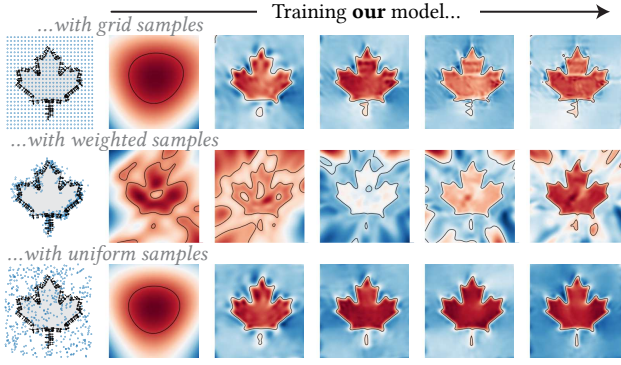 Training our model...
...with grid samples
...with weighted samples
...with uniform samples